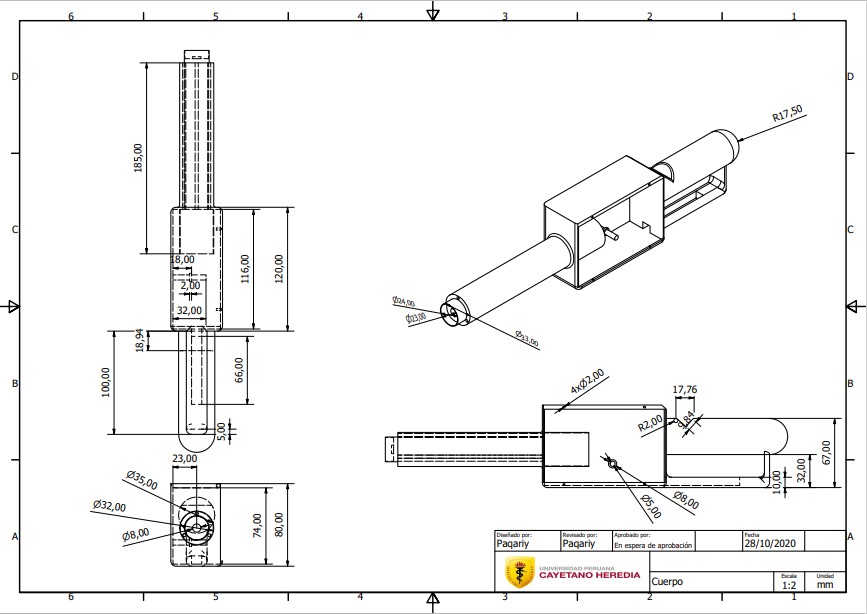 6 5 4 3 2 1
D
D
185,00
R17,50
C
C
18,00
2,00
32,00
116,00
120,00
Ø24,00
Ø23,00
Ø33,00
18,94
100,00
66,00
5,00
B
B
4xØ2,00
17,76
R2,00
67,00
32,00
10,00
Ø5,00
Ø8,00
23,00
Ø35,00
Ø32,00
Ø8,00
74,00
80,00
A
A
Diseñado por:
Paqariy
Revisado por:
Paqariy
Aprobado por:
En espera de aprobación
Fecha
28/10/2020
UNIVERSIDAD PERUANA
CAYETANO HEREDIA
Cuerpo
Escala
1:2
Unidad
mm
6 5 4 3 2 1